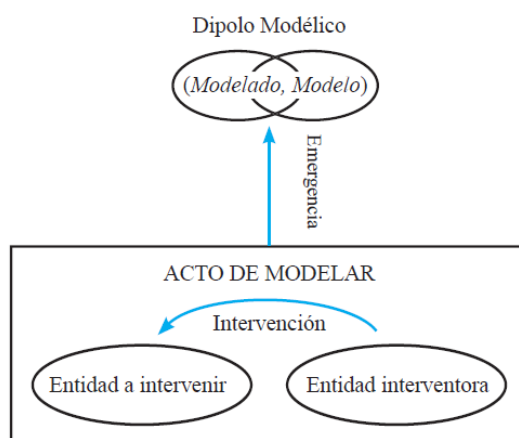 Dipolo Modélico
(Modelado, Modelo)
Emergencia
ACTO DE MODELAR
Intervención
Entidad a intervenir
Entidad interventora